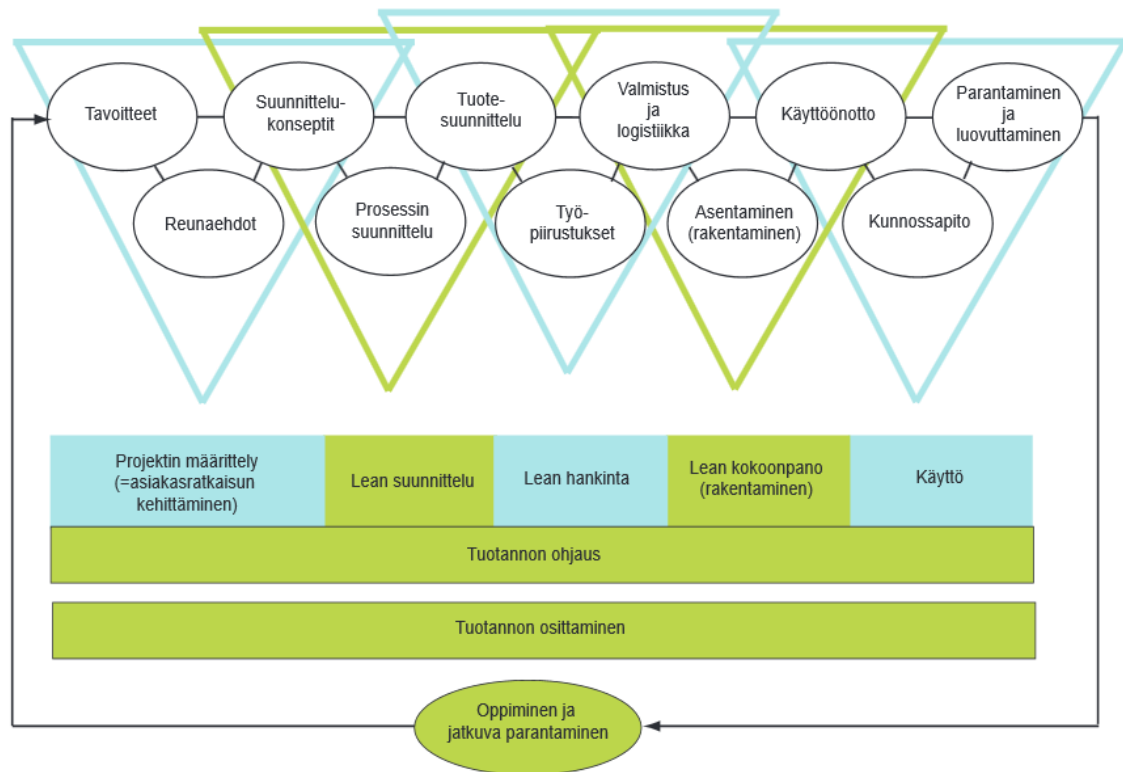 Tavoitteet
Suunnittelu-
konseptit
Tuote-
suunnittelu
Valmistus
ja
logistiikka
Käyttöönotto
Parantaminen
ja
luovuttaminen
Reunaehdot
Prosessin
suunnittelu
Työ-
piirustukset
Asentaminen
(rakentaminen)
Kunnossapito
Projektin määrittely
(=asiakasratkaisun
kehittäminen)
Lean suunnittelu
Lean hankinta
Lean kokoonpano
(rakentaminen)
Käyttö
Tuotannon ohjaus
Tuotannon osittaminen
Oppiminen ja
jatkuva parantaminen